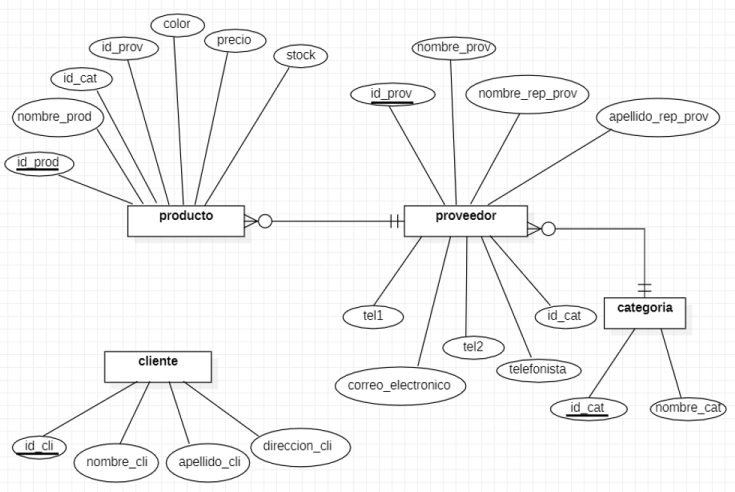 color
id_prov
precio
nombre_prov
stock
id_cat
id_prov
nombre_rep_prov
nombre_prod
apellido_rep_prov
id_prod
producto
proveedor
categoria
tel1
id_cat
tel2
cliente
telefonista
correo_electronico
id_cat
nombre_cat
id_cli
nombre_cli
apellido_cli
direccion_cli